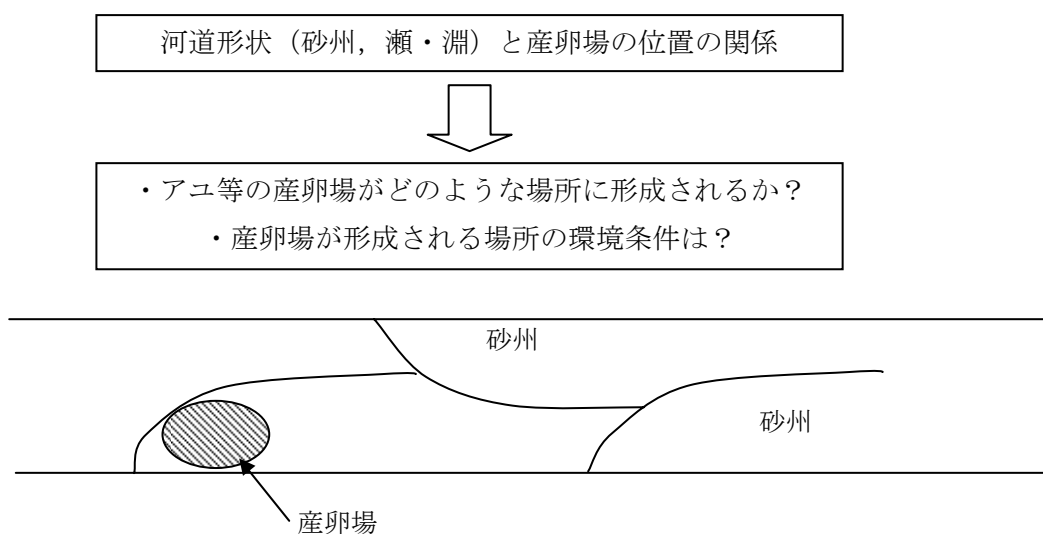 河道形状（砂州，瀬・淵）と産卵場の位置の関係
・アユ等の産卵場がどのような場所に形成されるか？
・産卵場が形成される場所の環境条件は？
砂州
砂州
産卵場